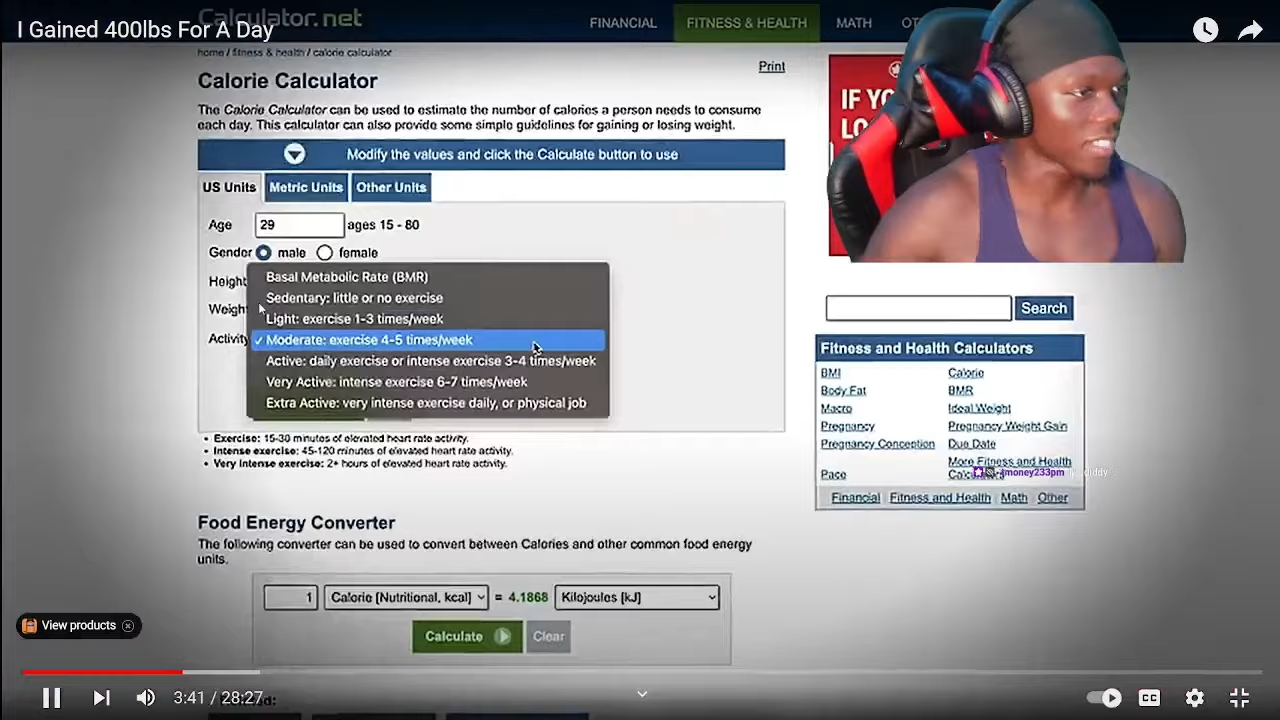 Calculator.net
I Gained 400lbs For A Day
FINANCIAL
FITNESS & HEALTH
MATH
home / fitness & health / calorie calculator
Print
Calorie Calculator
The Calorie Calculator can be used to estimate the number of calories a person needs to consume
each day. This calculator can also provide some simple guidelines for gaining or losing weight.
Modify the values and click the Calculate button to use
US Units
Metric Units
Other Units
Age
29
ages 15 - 80
Gender
male
female
Height
Weight
Activity
Basal Metabolic Rate (BMR)
Sedentary: little or no exercise
Light: exercise 1-3 times/week
✓ Moderate: exercise 4-5 times/week
Active: daily exercise or intense exercise 3-4 times/week
Very Active: intense exercise 6-7 times/week
Extra Active: very intense exercise daily, or physical job
• Exercise: 15-30 minutes of elevated heart rate activity.
• Intense exercise: 45-120 minutes of elevated heart rate activity.
• Very intense exercise: 2+ hours of elevated heart rate activity.
Food Energy Converter
The following converter can be used to convert between Calories and other common food energy
units.
1
Calorie [Nutritional, kcal]
= 4.1868
Kilojoules [kJ]
Calculate
Clear
IF
Search
Fitness and Health Calculators
BMI
Calorie
Body Fat
BMR
Macro
Ideal Weight
Pregnancy
Pregnancy Weight Gain
Pregnancy Conception
Due Date
Pace
More Fitness and Health
Financial
Fitness and Health
Math
Other
View products
3:41 / 28:27
CC